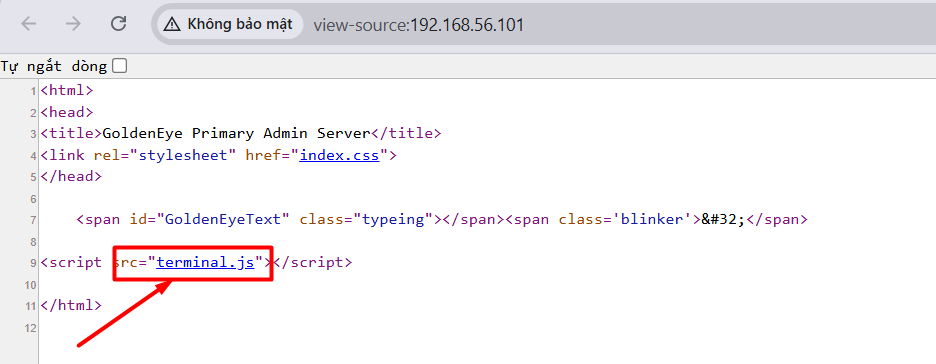 Không bảo mật view-source:192.168.56.101
Tự ngắt dòng
1 <html>
2 <head>
3 <title>GoldenEye Primary Admin Server</title>
4 <link rel="stylesheet" href="index.css">
5 </head>
6
7 <span id="GoldenEyeText" class="typeing"></span><span class='blinker'>&#32;</span>
8
9 <script src="terminal.js"></script>
10
11 </html>
12